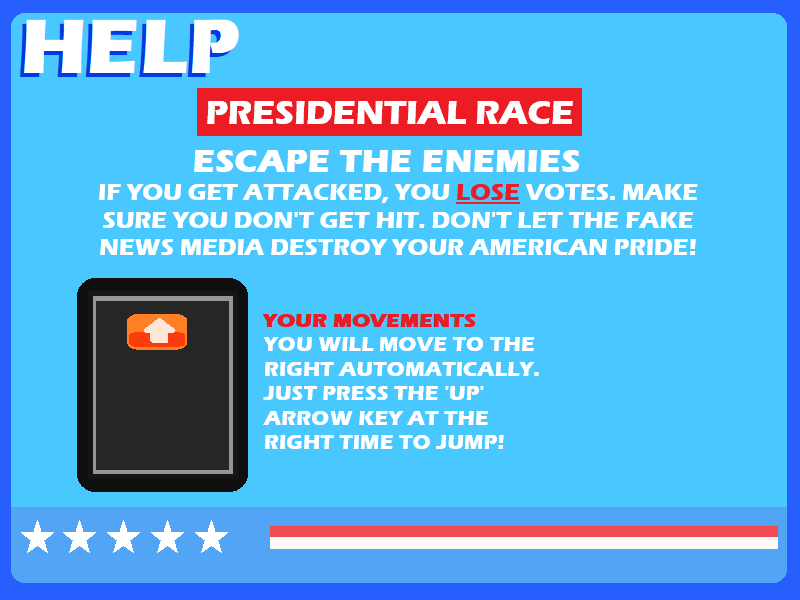 HELP
PRESIDENTIAL RACE
ESCAPE THE ENEMIES
IF YOU GET ATTACKED, YOU LOSE VOTES. MAKE
SURE YOU DON'T GET HIT. DON'T LET THE FAKE
NEWS MEDIA DESTROY YOUR AMERICAN PRIDE!
YOUR MOVEMENTS
YOU WILL MOVE TO THE
RIGHT AUTOMATICALLY.
JUST PRESS THE 'UP'
ARROW KEY AT THE
RIGHT TIME TO JUMP!